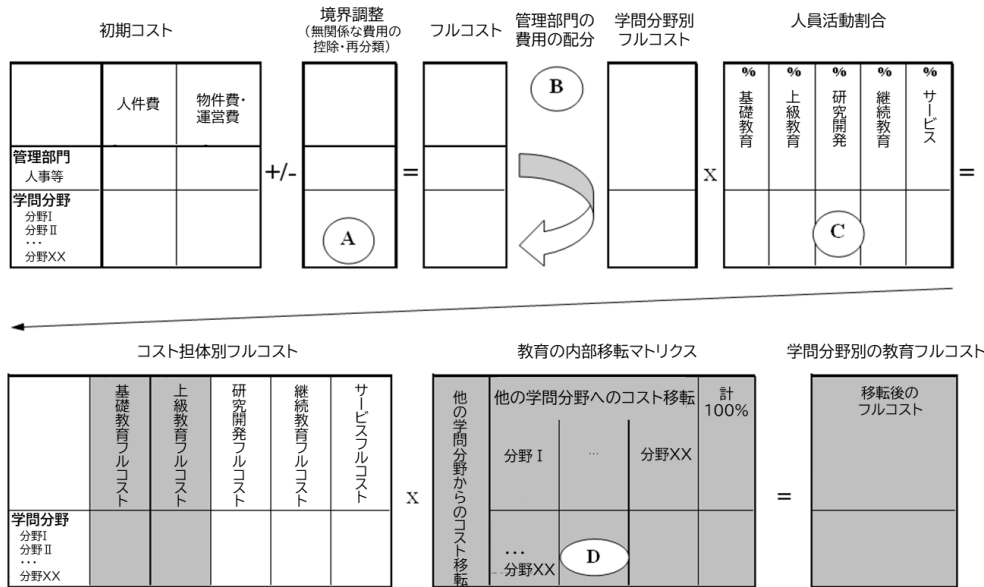 初期コスト
境界調整
(無関係な費用の
控除・再分類)
フルコスト
管理部門の
費用の配分
学問分野別
フルコスト
人員活動割合
人件費
物件費・
運営費
管理部門
人事等
学問分野
分野I
分野Ⅱ
…
分野XX
+/-
A
=
B
x
%
基礎教育
%
上級教育
%
研究開発
%
継続教育
%
サービス
C
=
コスト担体別フルコスト
教育の内部移転マトリクス
学問分野別の教育フルコスト
基礎教育フルコスト
上級教育フルコスト
研究開発フルコスト
継続教育フルコスト
サービスフルコスト
学問分野
分野I
分野Ⅱ
…
分野XX
x
他の学問分野からのコスト移転
他の学問分野へのコスト移転
計
100%
分野Ⅰ
…
分野XX
…
分野XX
D
=
移転後の
フルコスト